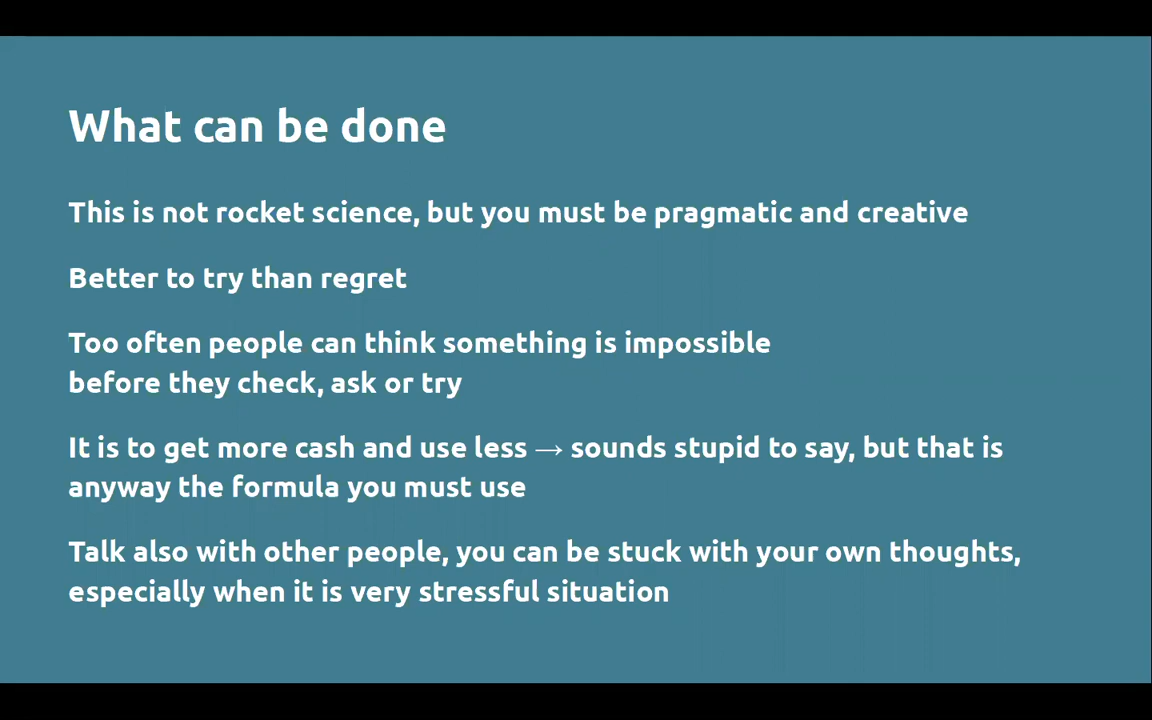 What can be done
This is not rocket science, but you must be pragmatic and creative
Better to try than regret
Too often people can think something is impossible
before they check, ask or try
It is to get more cash and use less → sounds stupid to say, but that is
anyway the formula you must use
Talk also with other people, you can be stuck with your own thoughts,
especially when it is very stressful situation